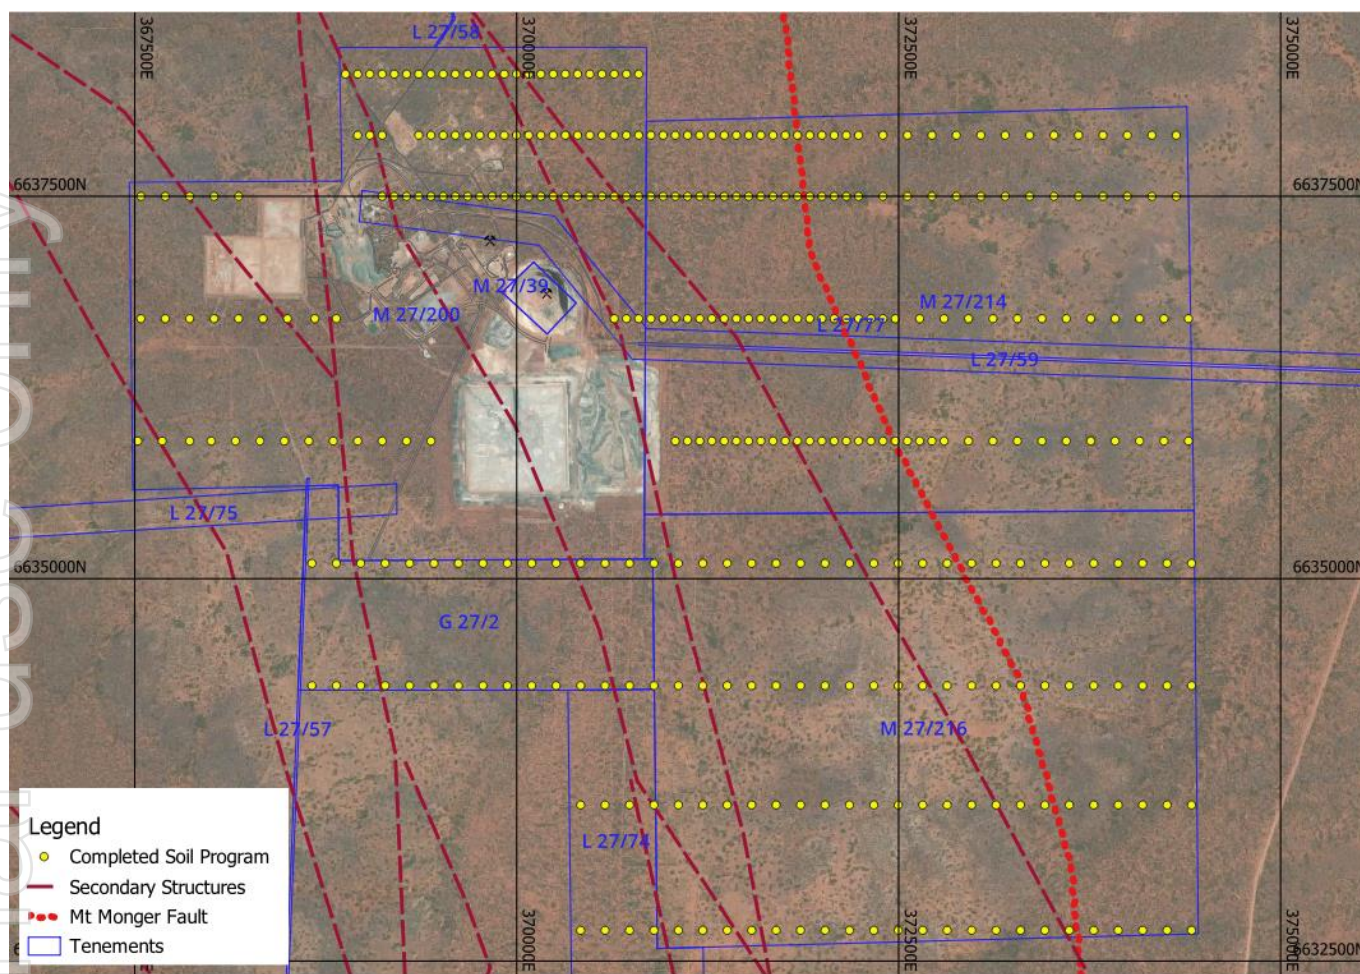 367500E
370000E
372500E
375000E
L 27/58
6637500N
6637500N
M 27/39
M 27/200
M 27/214
L 27/77
L 27/59
L 27/75
6635000N
6635000N
G 27/2
L 27/57
M 27/216
L 27/74
Legend
Completed Soil Program
Secondary Structures
Mt Monger Fault
Tenements
370000E
372500E
375000E
6632500N